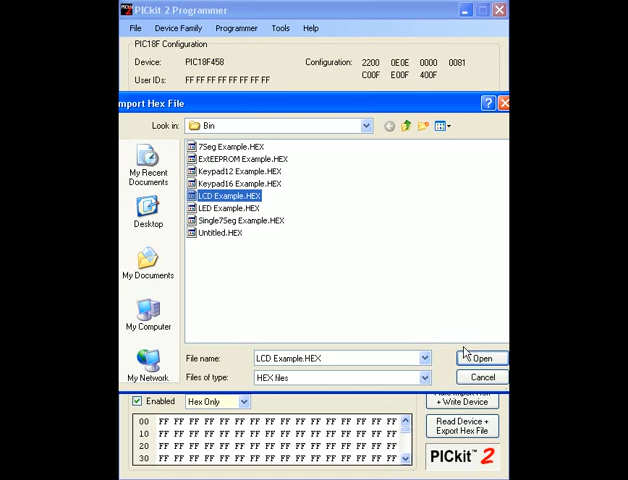 PICkit 2 Programmer
File Device Family Programmer Tools Help
PIC18F Configuration
Device: PIC18F458 Configuration: 2200 0E0E 0000 0081
User IDs: FF FF FF FF FF FF FF FF C00F E00F 400F
Import Hex File
Look in: Bin
My Recent Documents
Desktop
My Documents
My Computer
My Network
7Seg Example.HEX
ExtEEPROM Example.HEX
Keypad12 Example.HEX
Keypad16 Example.HEX
LCD Example.HEX
LED Example.HEX
Single7Seg Example.HEX
Untitled.HEX
File name: LCD Example.HEX Open
Files of type: HEX files Cancel
Enabled Hex Only
+ Write Device
Read Device +
Export Hex File
00 FF FF FF FF FF FF FF FF FF FF FF FF FF FF FF FF
10 FF FF FF FF FF FF FF FF FF FF FF FF FF FF FF FF
20 FF FF FF FF FF FF FF FF FF FF FF FF FF FF FF FF
30 FF FF FF FF FF FF FF FF FF FF FF FF FF FF FF FF
PICkit™ 2